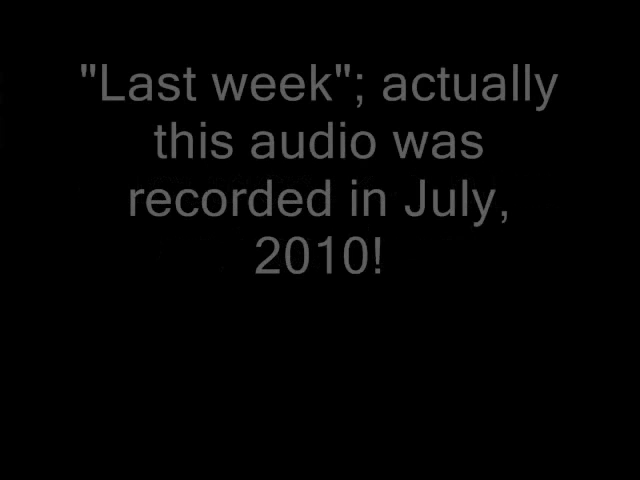 "Last week"; actually
this audio was
recorded in July,
2010!